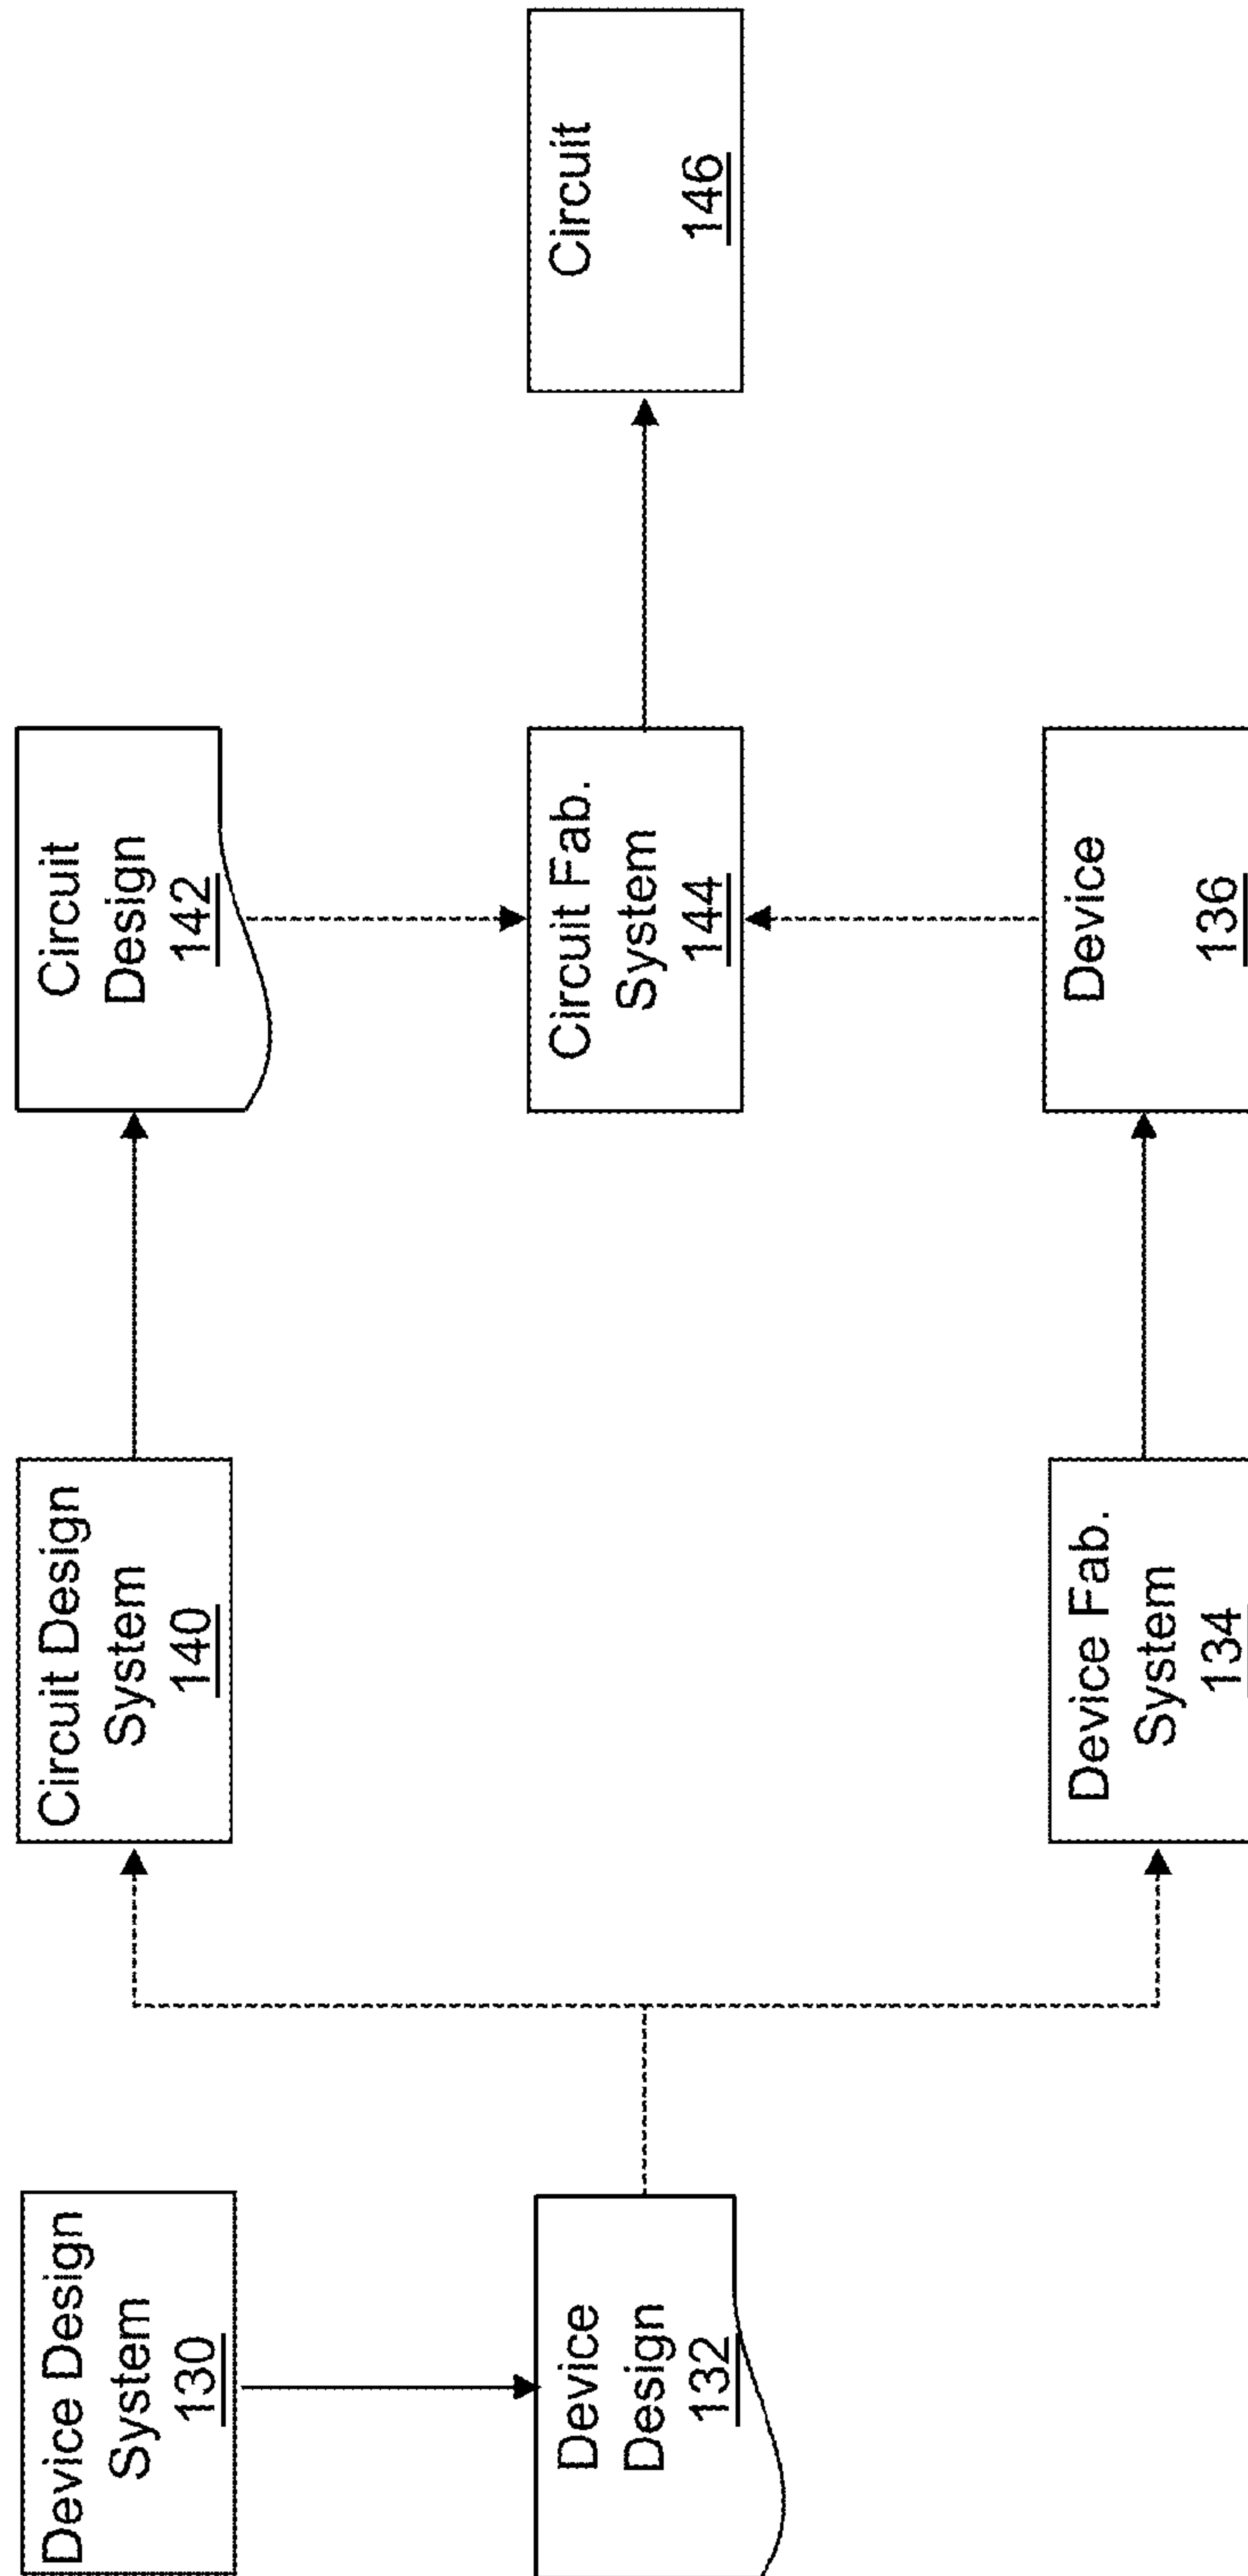 Device Design
System
130
Device
Design
132
Circuit Design
System
140
Device Fab.
System
134
Circuit
Design
142
Circuit Fab.
System
144
Device
136
Circuit
146